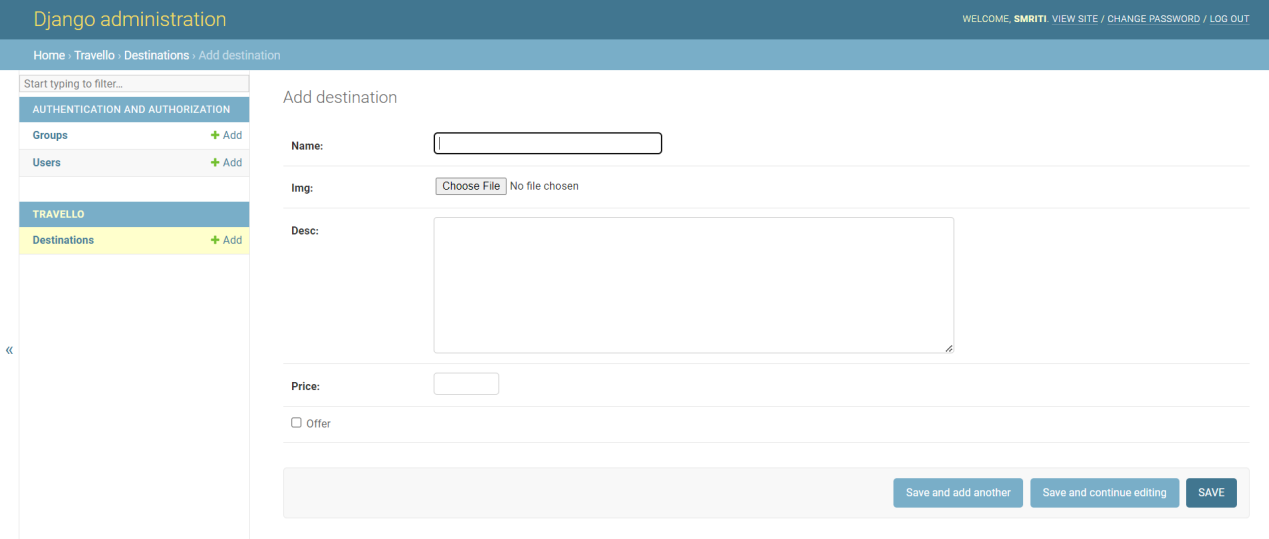 Django administration
WELCOME, SMRITI. VIEW SITE / CHANGE PASSWORD / LOG OUT
Home › Travello › Destinations › Add destination
Start typing to filter...
AUTHENTICATION AND AUTHORIZATION
Groups + Add
Users + Add
TRAVELLO
Destinations + Add
«
Add destination
Name:
Img: Choose File No file chosen
Desc:
Price:
Offer
Save and add another Save and continue editing SAVE